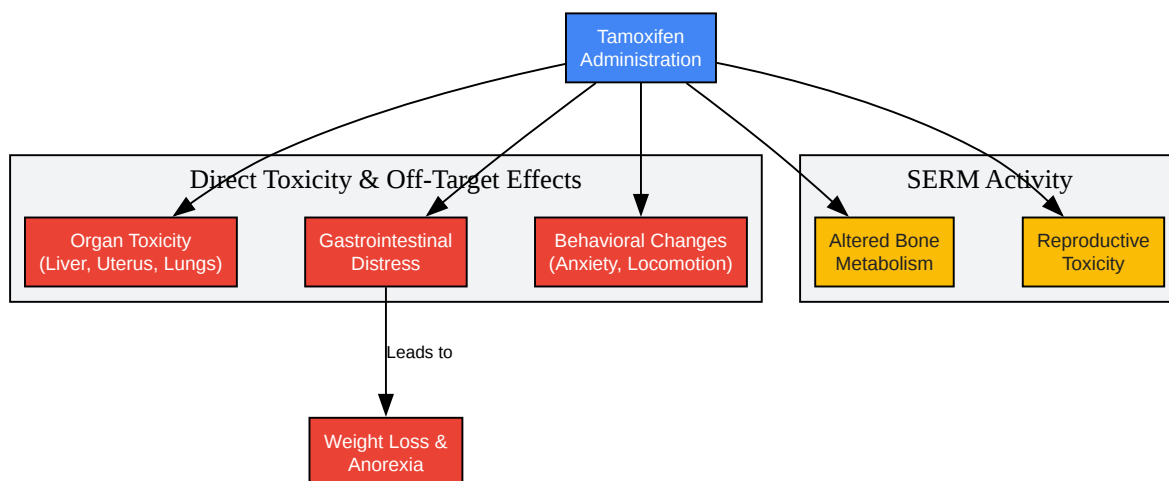 Tamoxifen
Administration
Direct Toxicity & Off-Target Effects
SERM Activity
Organ Toxicity
(Liver, Uterus, Lungs)
Gastrointestinal
Distress
Behavioral Changes
(Anxiety, Locomotion)
Altered Bone
Metabolism
Reproductive
Toxicity
Leads to
Weight Loss &
Anorexia